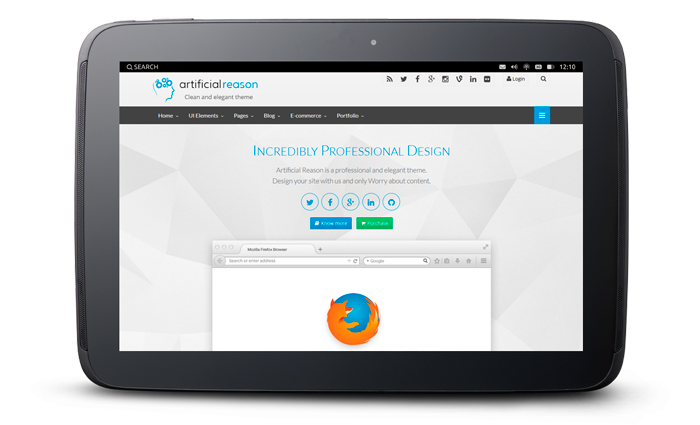 SEARCH
12:10
artificialreason
Clean and elegant theme
Login
Home
UI Elements
Pages
Blog
E-commerce
Portfolio
Incredibly Professional Design
Artificial Reason is a professional and elegant theme.
Design your site with us and only Worry about content.
Know more
Purchase
Mozilla Firefox Browser
Search or enter address
Google